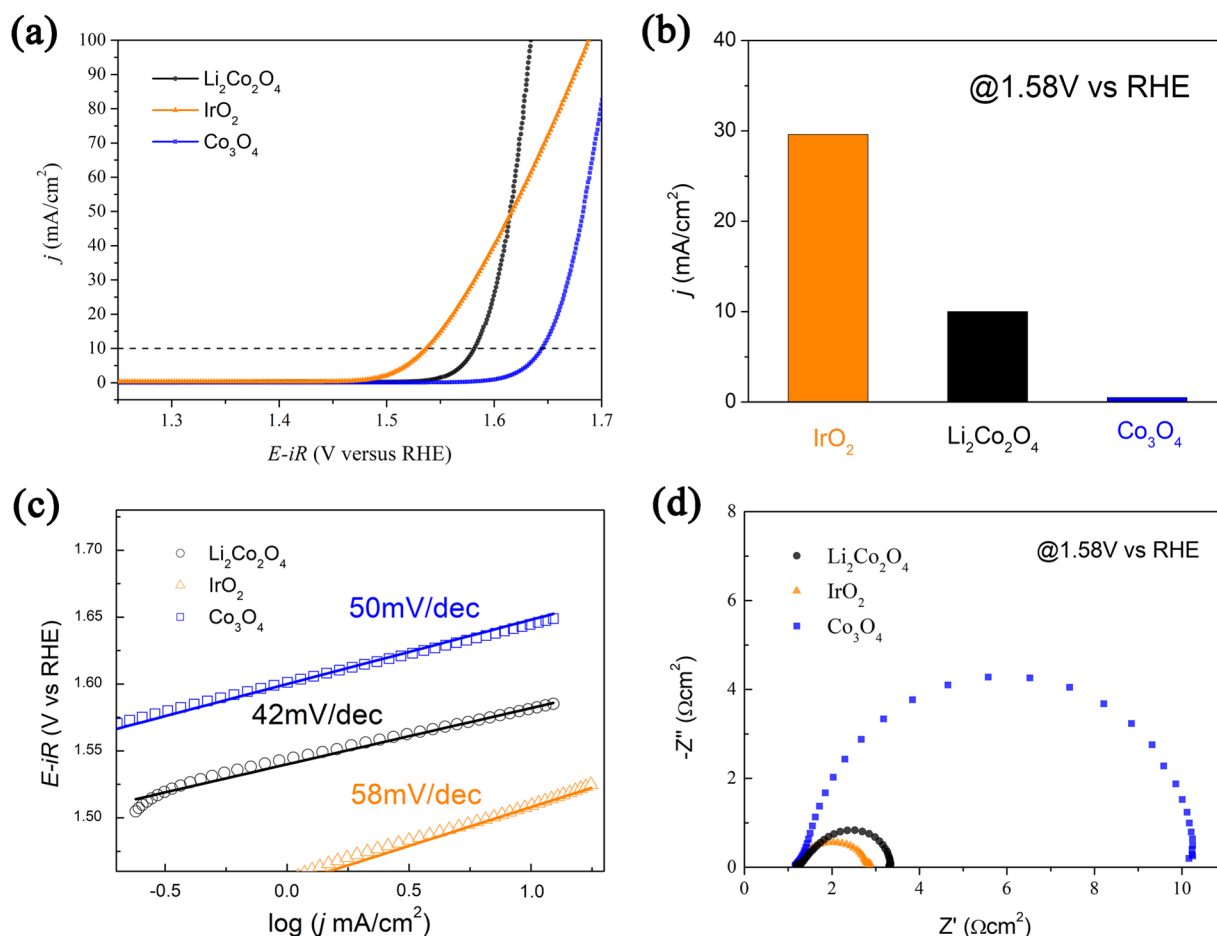 (a)
100
90
80
70
60
50
40
30
20
10
0
j (mA/cm²)
Li₂Co₂O₄
IrO₂
Co₃O₄
1.3 1.4 1.5 1.6 1.7
E-iR (V versus RHE)
(b)
40
30
20
10
0
j (mA/cm²)
@1.58V vs RHE
IrO₂ Li₂Co₂O₄ Co₃O₄
(c)
1.70
1.65
1.60
1.55
1.50
E-iR (V vs RHE)
Li₂Co₂O₄
IrO₂
Co₃O₄
50mV/dec
42mV/dec
58mV/dec
-0.5 0.0 0.5 1.0
log (j mA/cm²)
(d)
8
6
4
2
0
-Z" (Ωcm²)
Li₂Co₂O₄
IrO₂
Co₃O₄
@1.58V vs RHE
0 2 4 6 8 10
Z' (Ωcm²)